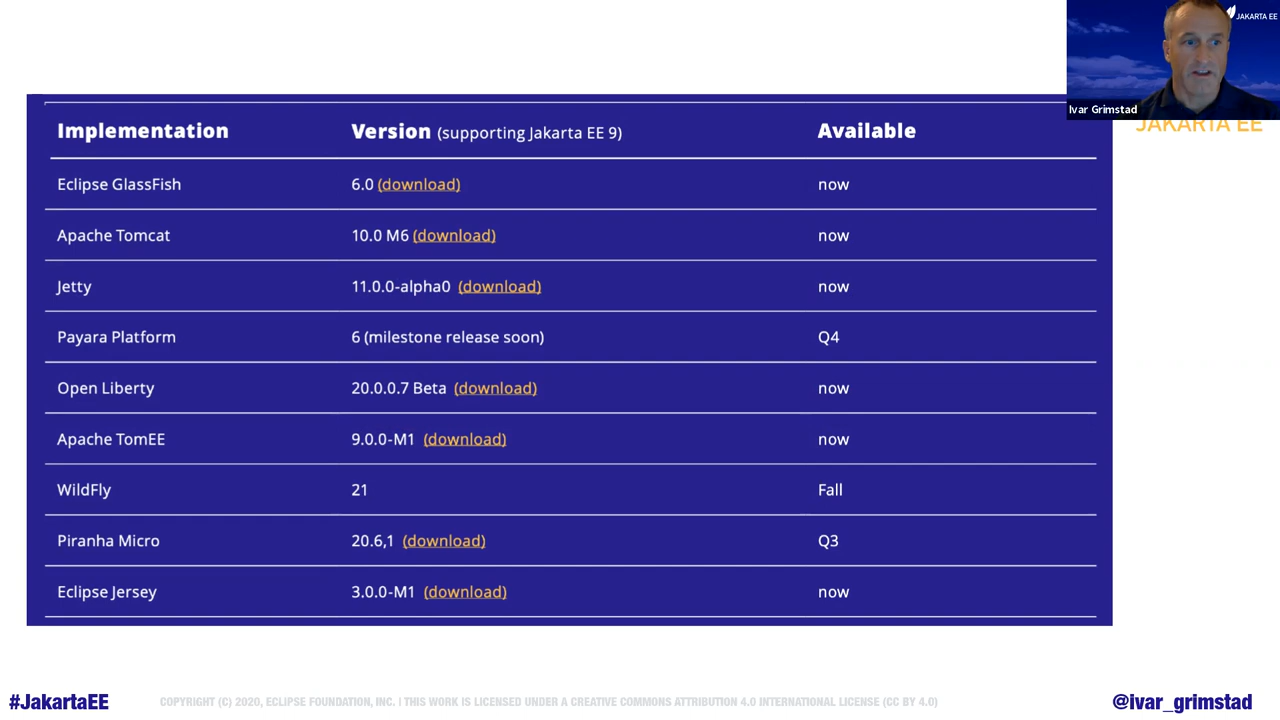 JAKARTA EE
Ivar Grimstad
JAKARTA EE
Implementation Version (supporting Jakarta EE 9) Available
Eclipse GlassFish 6.0 (download) now
Apache Tomcat 10.0 M6 (download) now
Jetty 11.0.0-alpha0 (download) now
Payara Platform 6 (milestone release soon) Q4
Open Liberty 20.0.0.7 Beta (download) now
Apache TomEE 9.0.0-M1 (download) now
WildFly 21 Fall
Piranha Micro 20.6,1 (download) Q3
Eclipse Jersey 3.0.0-M1 (download) now
#JakartaEE COPYRIGHT (C) 2020, ECLIPSE FOUNDATION, INC. | THIS WORK IS LICENSED UNDER A CREATIVE COMMONS ATTRIBUTION 4.0 INTERNATIONAL LICENSE (CC BY 4.0) @ivar_grimstad